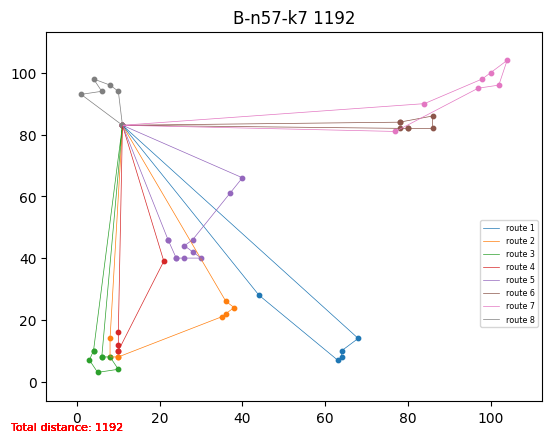 B-n57-k7 1192
100
80
60
40
20
0
0 20 40 60 80 100
route 1
route 2
route 3
route 4
route 5
route 6
route 7
route 8
Total distance: 1192